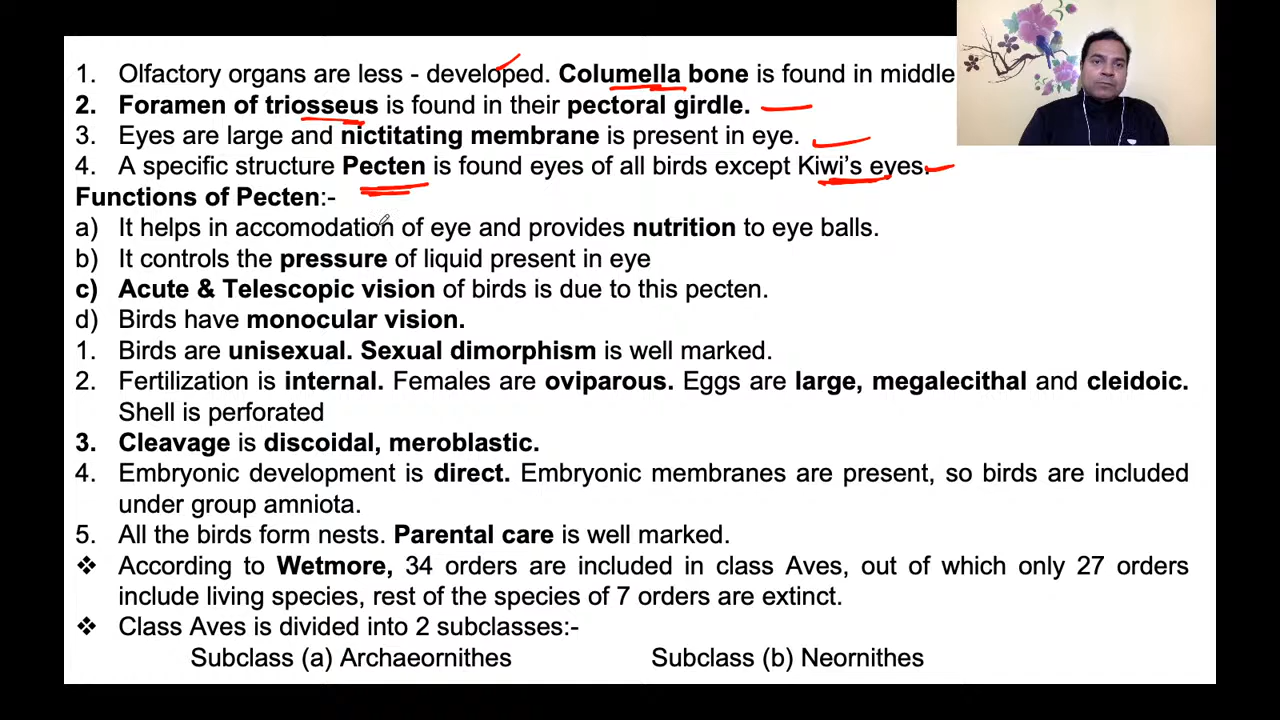 1. Olfactory organs are less - developed. Columella bone is found in middle
2. Foramen of triosseus is found in their pectoral girdle.
3. Eyes are large and nictitating membrane is present in eye.
4. A specific structure Pecten is found eyes of all birds except Kiwi's eyes.
Functions of Pecten:-
a) It helps in accomodation of eye and provides nutrition to eye balls.
b) It controls the pressure of liquid present in eye
c) Acute & Telescopic vision of birds is due to this pecten.
d) Birds have monocular vision.
1. Birds are unisexual. Sexual dimorphism is well marked.
2. Fertilization is internal. Females are oviparous. Eggs are large, megalecithal and cleidoic.
Shell is perforated
3. Cleavage is discoidal, meroblastic.
4. Embryonic development is direct. Embryonic membranes are present, so birds are included
under group amniota.
5. All the birds form nests. Parental care is well marked.
❖ According to Wetmore, 34 orders are included in class Aves, out of which only 27 orders
include living species, rest of the species of 7 orders are extinct.
❖ Class Aves is divided into 2 subclasses:-
Subclass (a) Archaeornithes Subclass (b) Neornithes